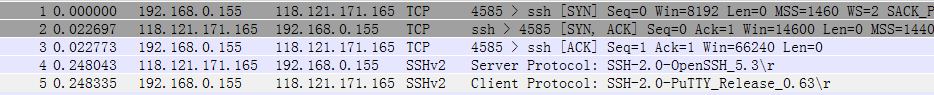 1 0.000000 192.168.0.155 118.121.171.165 TCP 4585 > ssh [SYN] Seq=0 Win=8192 Len=0 MSS=1460 WS=2 SACK_P
2 0.022697 118.121.171.165 192.168.0.155 TCP ssh > 4585 [SYN, ACK] Seq=0 Ack=1 Win=14600 Len=0 MSS=1440
3 0.022773 192.168.0.155 118.121.171.165 TCP 4585 > ssh [ACK] Seq=1 Ack=1 Win=66240 Len=0
4 0.248043 118.121.171.165 192.168.0.155 SSHv2 Server Protocol: SSH-2.0-OpenSSH_5.3\r
5 0.248335 192.168.0.155 118.121.171.165 SSHv2 Client Protocol: SSH-2.0-PuTTY_Release_0.63\r